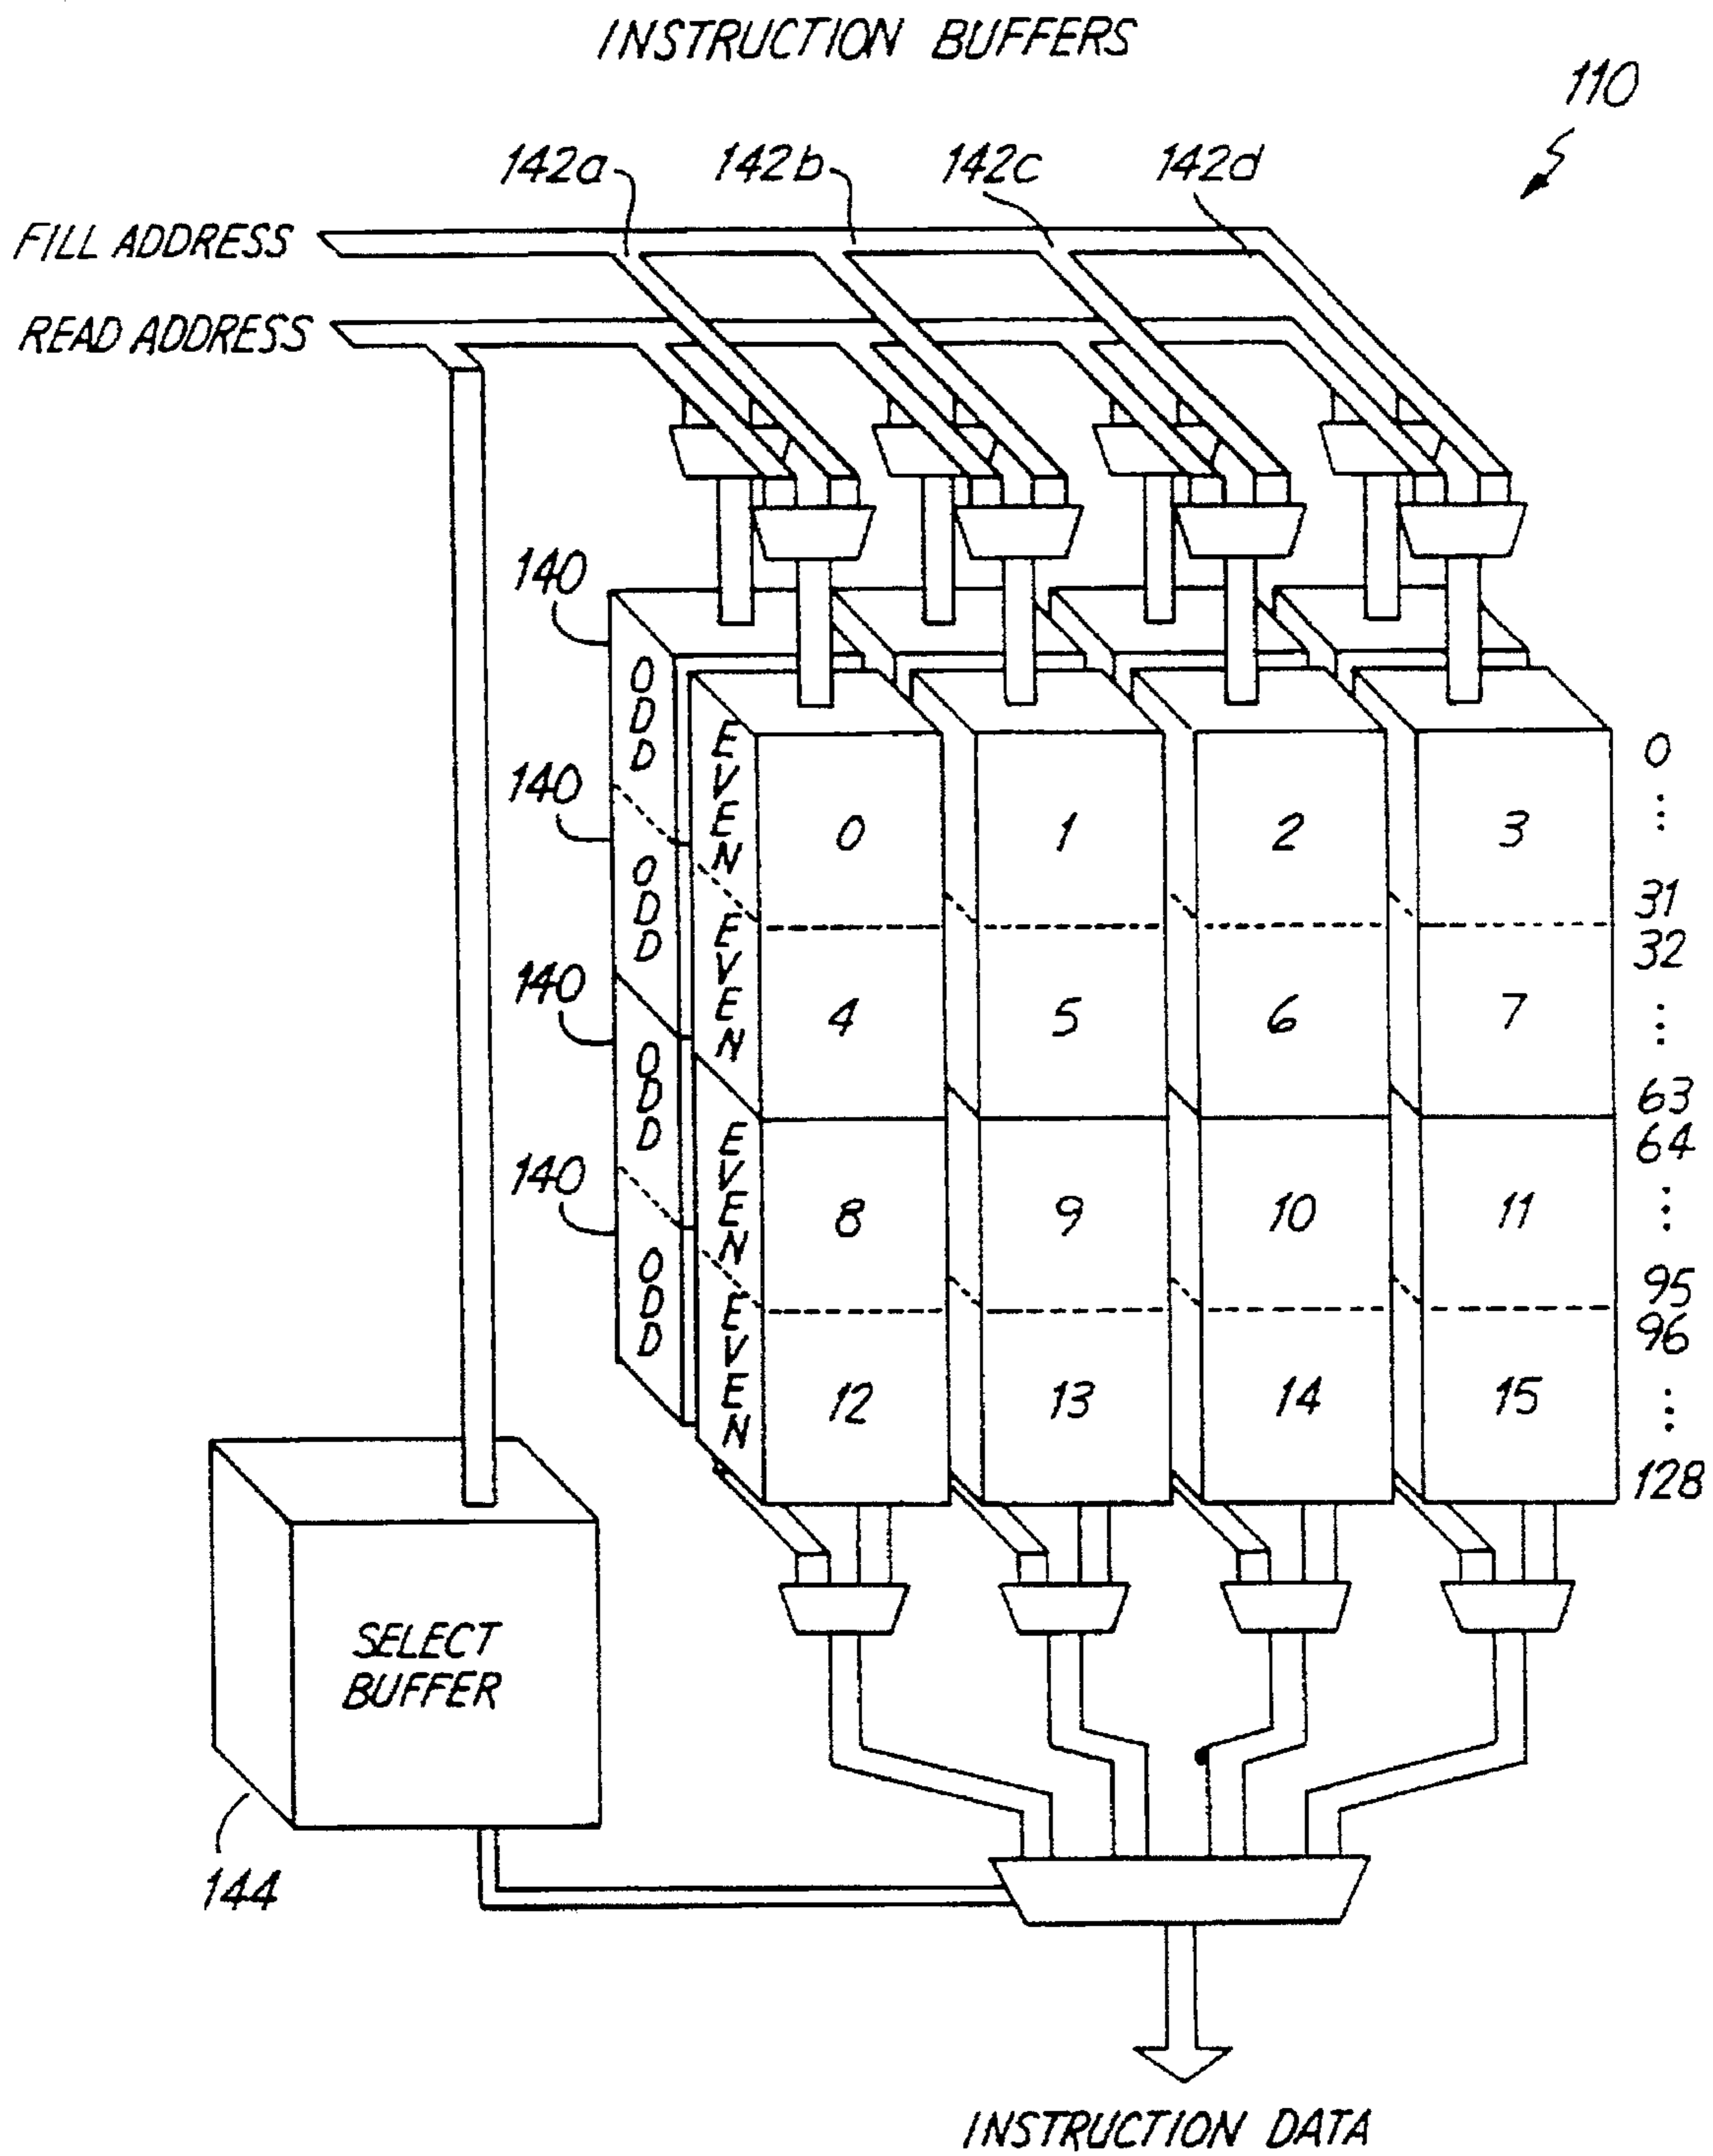 INSTRUCTION BUFFERS
110
142a
142b
142c
142d
FILL ADDRESS
READ ADDRESS
140
140
140
140
ODD
ODD
ODD
ODD
EVEN
EVEN
EVEN
EVEN
0 1 2 3
4 5 6 7
8 9 10 11
12 13 14 15
0
⋮
31
32
⋮
63
64
⋮
95
96
⋮
128
SELECT
BUFFER
144
INSTRUCTION DATA